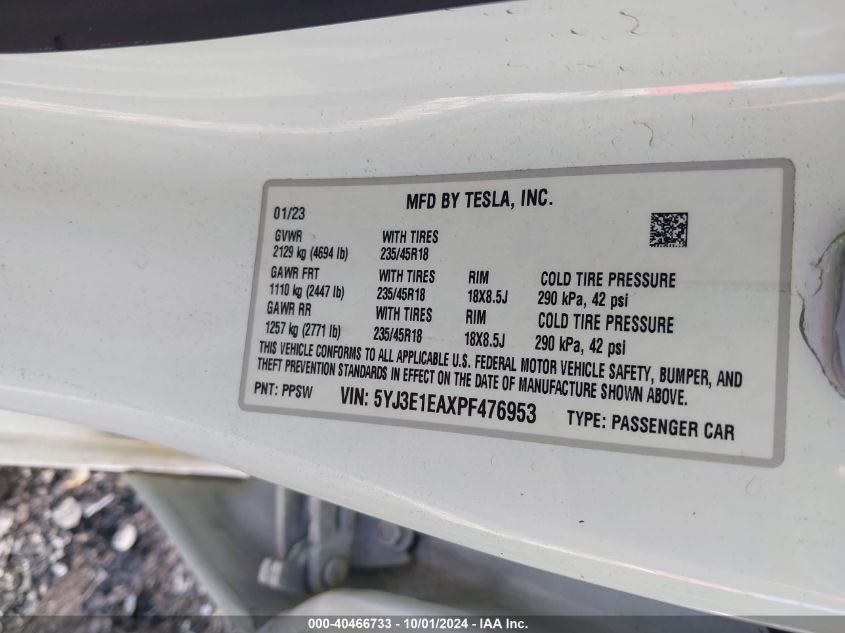 MFD BY TESLA, INC.
01/23
GVWR WITH TIRES
2129 kg (4694 lb) 235/45R18
GAWR FRT WITH TIRES RIM COLD TIRE PRESSURE
1110 kg (2447 lb) 235/45R18 18X8.5J 290 kPa, 42 psi
GAWR RR WITH TIRES RIM COLD TIRE PRESSURE
1257 kg (2771 lb) 235/45R18 18X8.5J 290 kPa, 42 psi
THIS VEHICLE CONFORMS TO ALL APPLICABLE U.S. FEDERAL MOTOR VEHICLE SAFETY, BUMPER, AND
THEFT PREVENTION STANDARDS IN EFFECT ON THE DATE OF MANUFACTURE SHOWN ABOVE.
PNT: PPSW VIN: 5YJ3E1EAXPF476953 TYPE: PASSENGER CAR
000-40466733 - 10/01/2024 - IAA Inc.